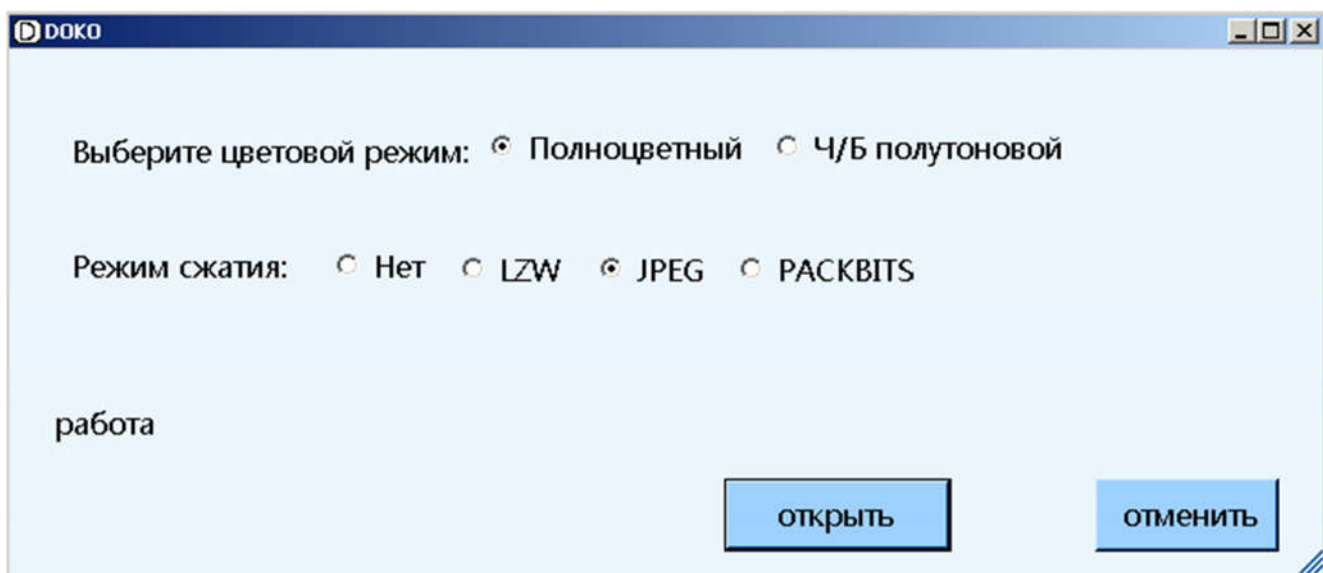 DOKO
Выберите цветовой режим: Полноцветный Ч/Б полутоновой
Режим сжатия: Нет LZW JPEG PACKBITS
работа
открыть отменить